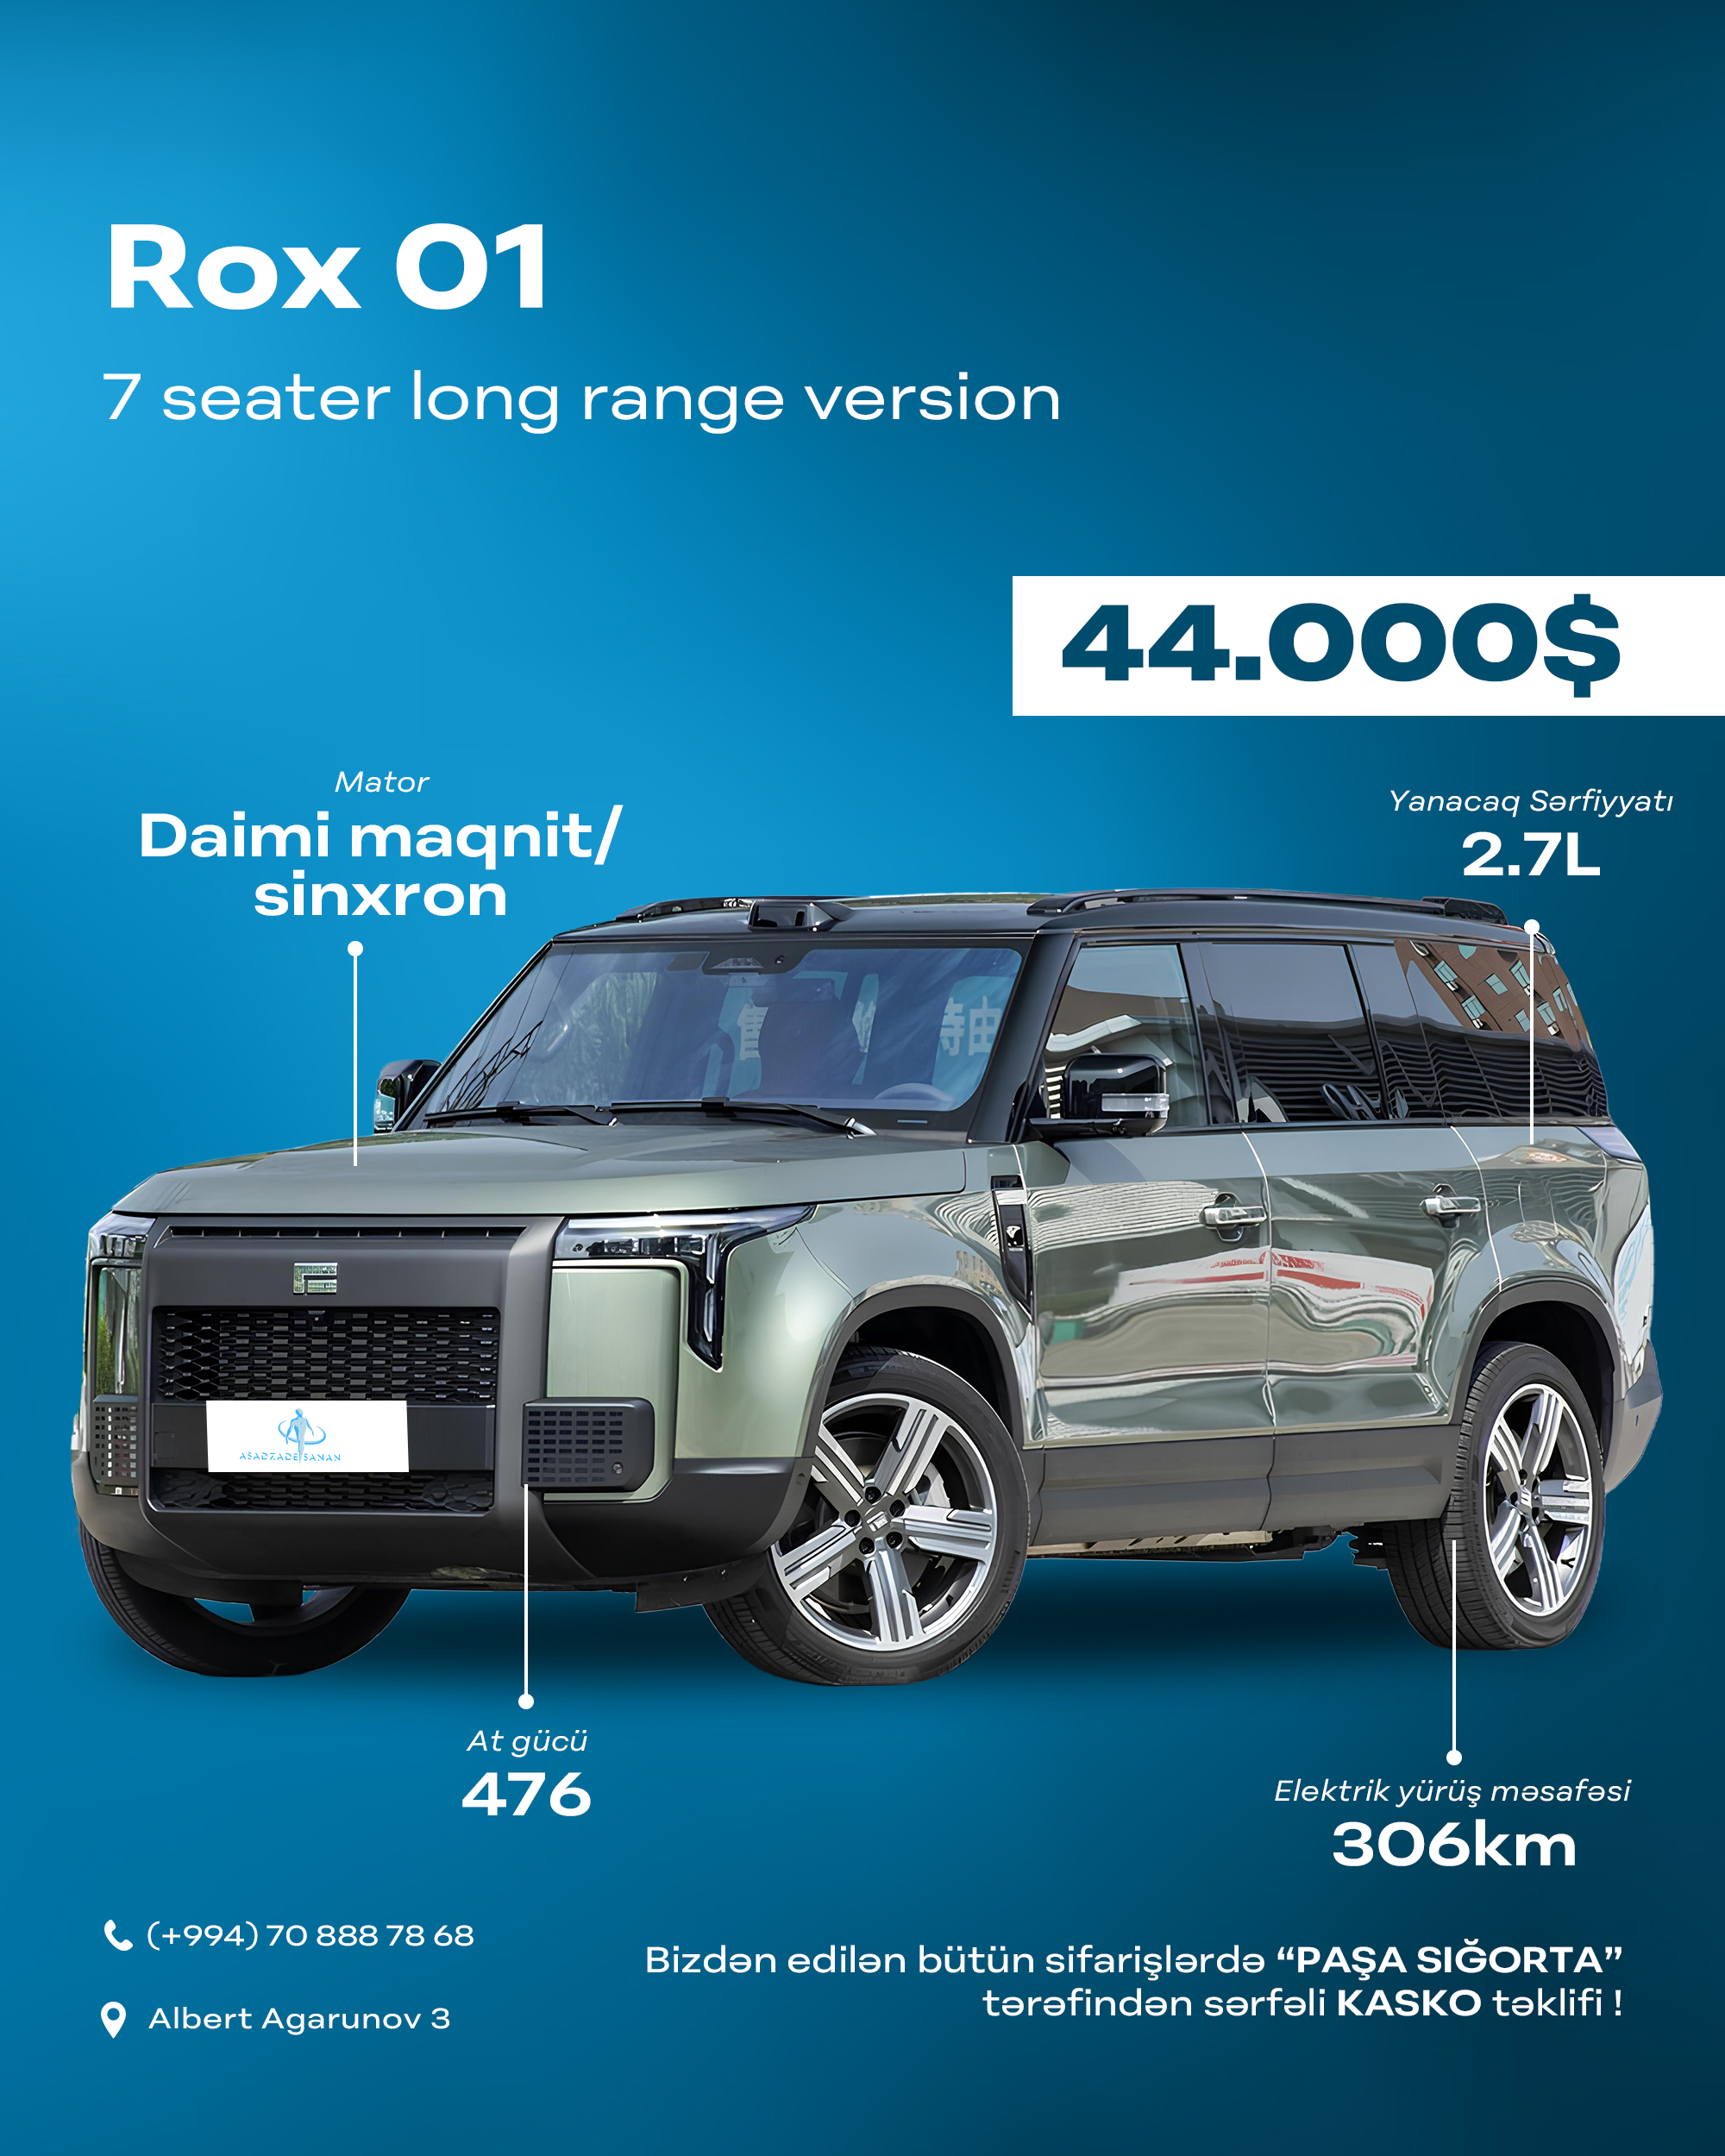 Rox 01
7 seater long range version
44.000$
Mator
Daimi maqnit/
sinxron
Yanacaq Sərfiyyatı
2.7L
ASADZADE SANAN
At gücü
476
Elektrik yürüş məsafəsi
306km
(+994) 70 888 78 68
Albert Agarunov 3
Bizdən edilən bütün sifarişlərdə “PAŞA SIĞORTA”
tərəfindən sərfəli KASKO təklifi !